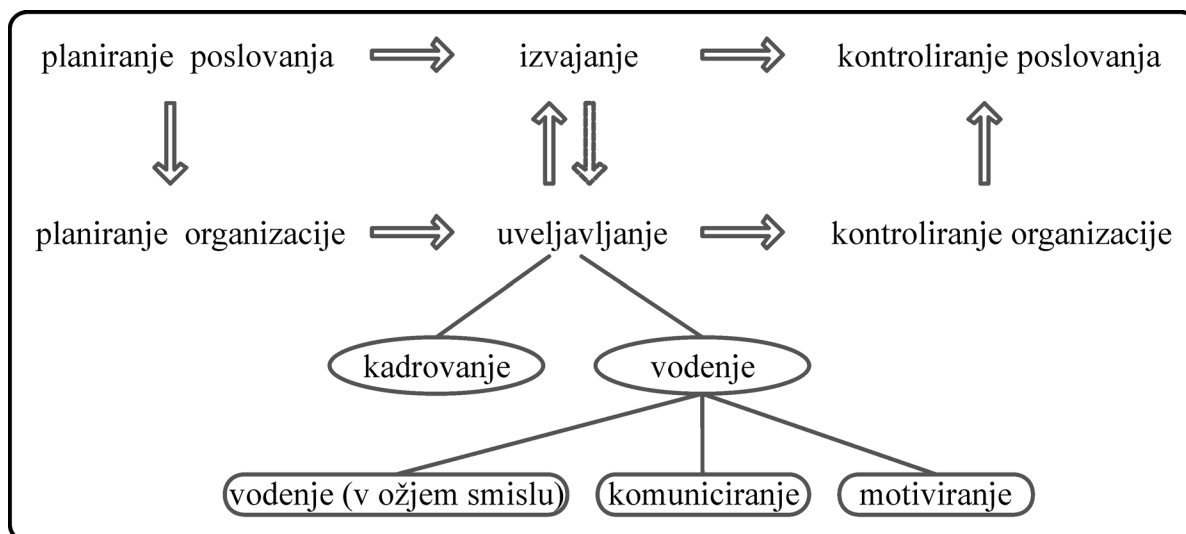 planiranje poslovanja izvajanje kontroliranje poslovanja
planiranje organizacije uveljavljanje kontroliranje organizacije
kadrovanje vodenje
vodenje (v ožjem smislu) komuniciranje motiviranje